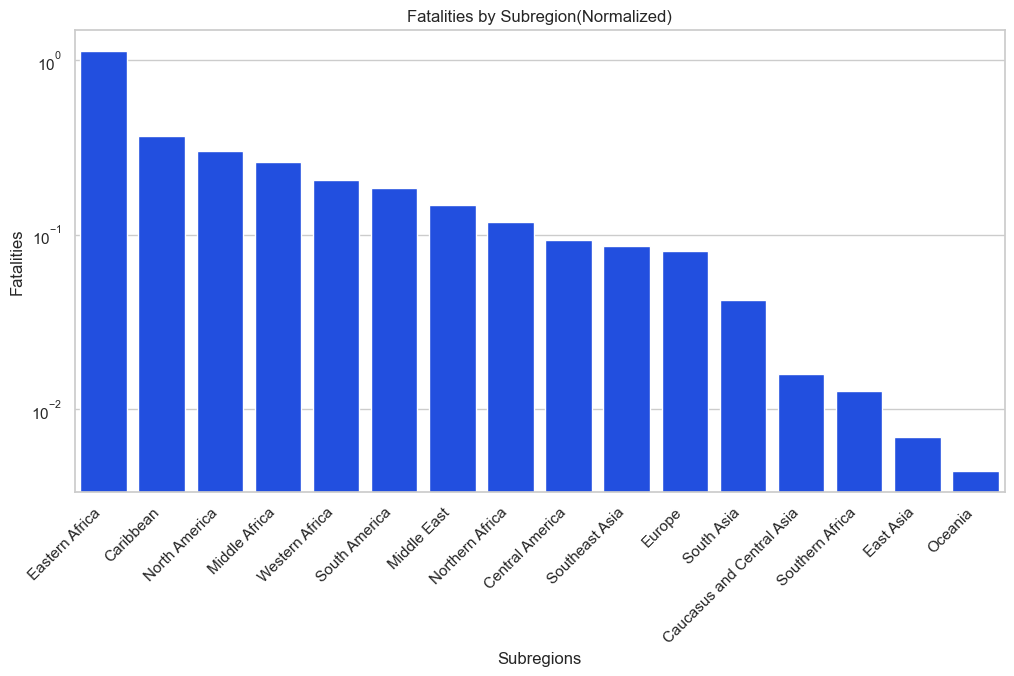 Fatalities by Subregion(Normalized)
Fatalities
10⁰
10⁻¹
10⁻²
Eastern Africa
Caribbean
North America
Middle Africa
Western Africa
South America
Middle East
Northern Africa
Central America
Southeast Asia
Europe
South Asia
Caucasus and Central Asia
Southern Africa
East Asia
Oceania
Subregions